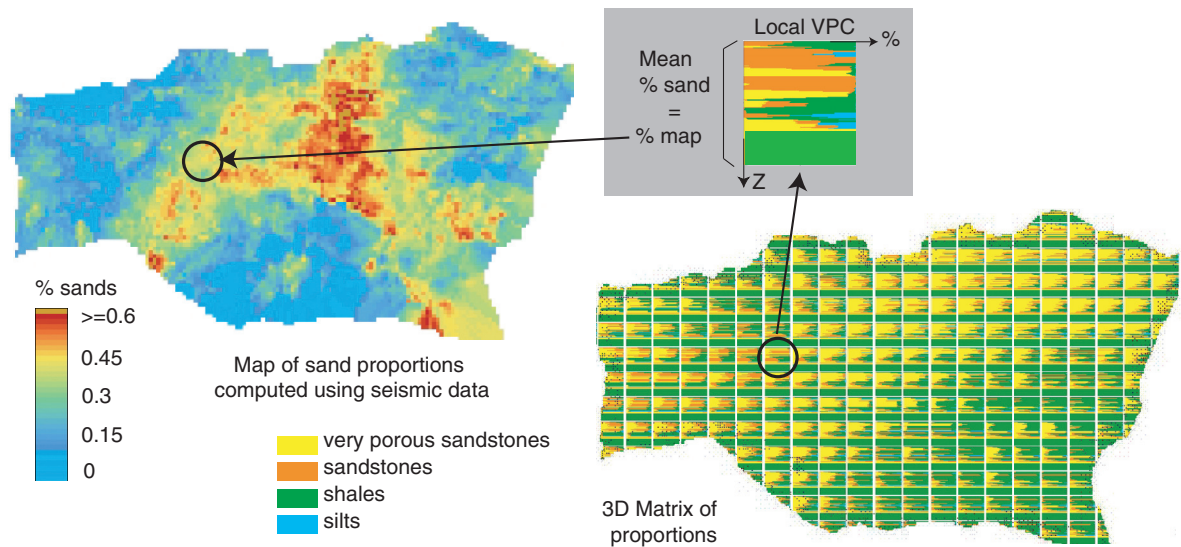 Local VPC
%
Mean
% sand
=
% map
Z
% sands
>=0.6
0.45
0.3
0.15
0
Map of sand proportions
computed using seismic data
very porous sandstones
sandstones
shales
silts
3D Matrix of
proportions